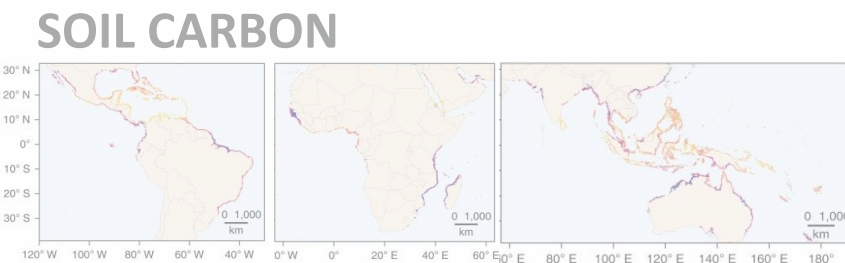 SOIL CARBON
30° N
20° N
10° N
0°
10° S
20° S
30° S
0 1,000
km
0 1,000
km
0 1,000
km
120° W 100° W 80° W 60° W 40° W
0° W 0° 20° E 40° E 60° E
80° E 100° E 120° E 140° E 160° E 180°